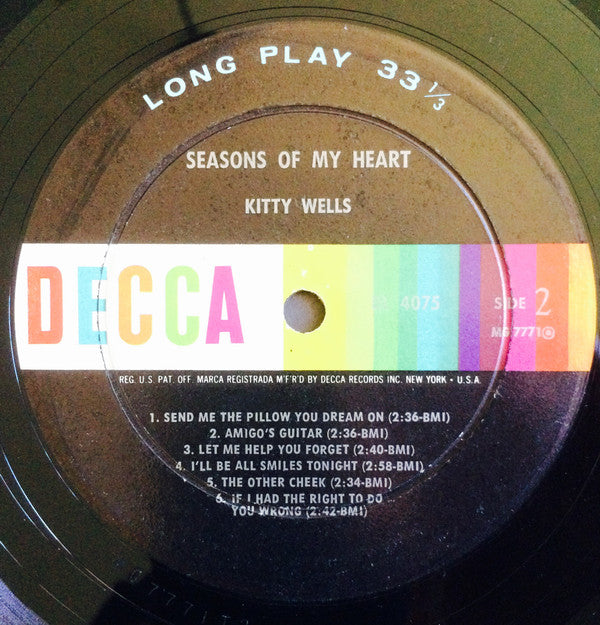 LONG PLAY 33 1/3
SEASONS OF MY HEART
KITTY WELLS
DECCA
4075
SIDE 2
MG 7771
REG. U.S. PAT. OFF. MARCA REGISTRADA M'F'R'D BY DECCA RECORDS INC. NEW YORK • U.S.A.
1. SEND ME THE PILLOW YOU DREAM ON (2:36-BMI)
2. AMIGO'S GUITAR (2:36-BMI)
3. LET ME HELP YOU FORGET (2:40-BMI)
4. I'LL BE ALL SMILES TONIGHT (2:58-BMI)
5. THE OTHER CHEEK (2:34-BMI)
6. IF I HAD THE RIGHT TO DO
YOU WRONG (2:42-BMI)